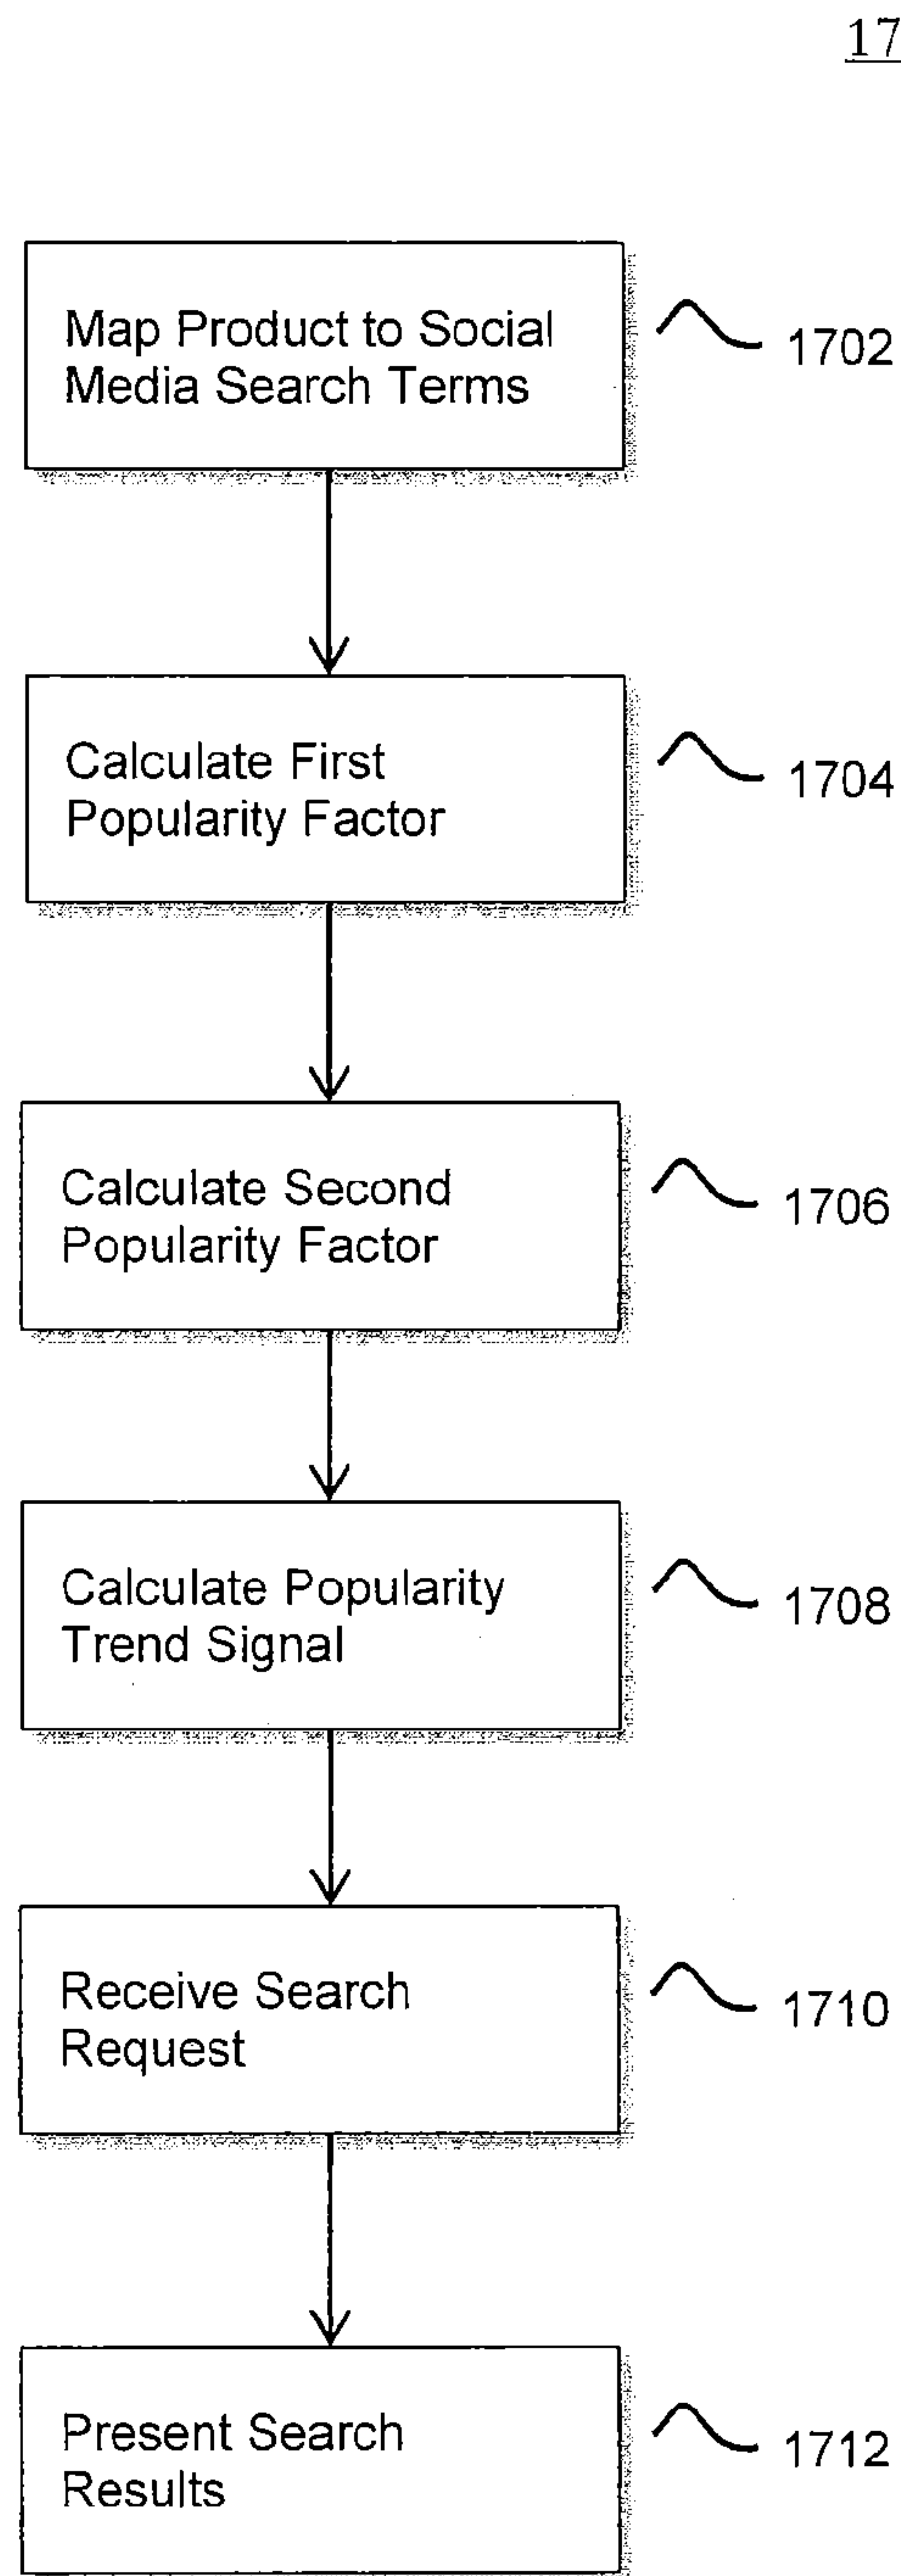 17
Map Product to Social
Media Search Terms
1702
Calculate First
Popularity Factor
1704
Calculate Second
Popularity Factor
1706
Calculate Popularity
Trend Signal
1708
Receive Search
Request
1710
Present Search
Results
1712